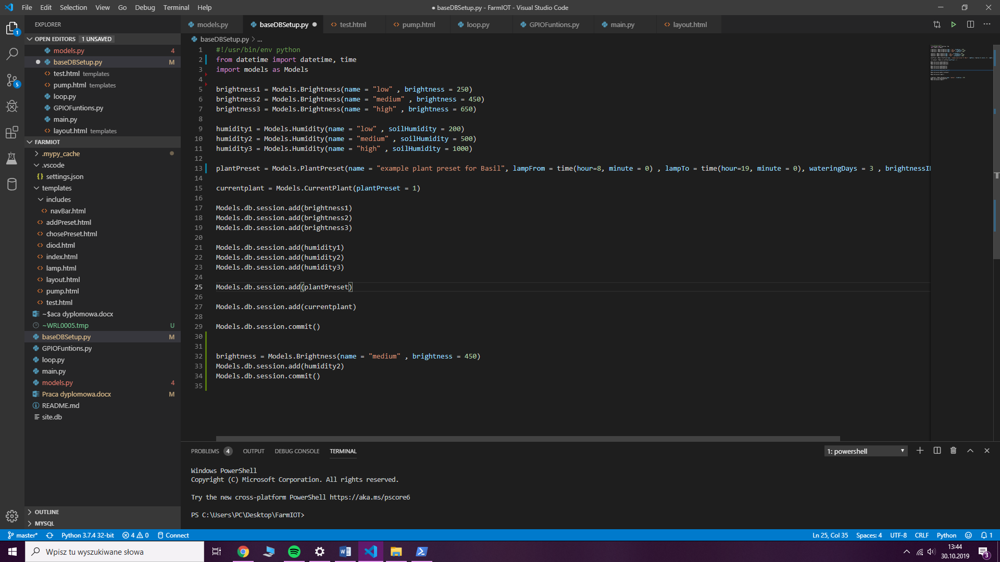 File Edit Selection View Go Debug Terminal Help
● baseDBSetup.py - FarmIOT - Visual Studio Code
EXPLORER
OPEN EDITORS 1 UNSAVED
models.py 4
baseDBSetup.py M
test.html templates
pump.html templates
loop.py
GPIOFuntions.py
main.py
layout.html templates
FARMIOT
.mypy_cache
.vscode
settings.json
templates
includes
navBar.html
addPreset.html
chosePreset.html
diod.html
index.html
lamp.html
layout.html
pump.html
test.html
~$aca dyplomowa.docx
~WRL0005.tmp U
baseDBSetup.py M
GPIOFuntions.py
loop.py
main.py
models.py 4
Praca dyplomowa.docx M
README.md
site.db
OUTLINE
MYSQL
1
5
models.py baseDBSetup.py test.html pump.html loop.py GPIOFuntions.py main.py layout.html
baseDBSetup.py > ...
1 #!/usr/bin/env python
2 from datetime import datetime, time
3 import models as Models
4
5 brightness1 = Models.Brightness(name = "low" , brightness = 250)
6 brightness2 = Models.Brightness(name = "medium" , brightness = 450)
7 brightness3 = Models.Brightness(name = "high" , brightness = 650)
8
9 humidity1 = Models.Humidity(name = "low" , soilHumidity = 200)
10 humidity2 = Models.Humidity(name = "medium" , soilHumidity = 500)
11 humidity3 = Models.Humidity(name = "high" , soilHumidity = 1000)
12
13 plantPreset = Models.PlantPreset(name = "example plant preset for Basil", lampFrom = time(hour=8, minute = 0) , lampTo = time(hour=19, minute = 0), wateringDays = 3 , brightnessI
14
15 currentplant = Models.CurrentPlant(plantPreset = 1)
16
17 Models.db.session.add(brightness1)
18 Models.db.session.add(brightness2)
19 Models.db.session.add(brightness3)
20
21 Models.db.session.add(humidity1)
22 Models.db.session.add(humidity2)
23 Models.db.session.add(humidity3)
24
25 Models.db.session.add(plantPreset)
26
27 Models.db.session.add(currentplant)
28
29 Models.db.session.commit()
30
31
32 brightness = Models.Brightness(name = "medium" , brightness = 450)
33 Models.db.session.add(humidity2)
34 Models.db.session.commit()
35
PROBLEMS 4 OUTPUT DEBUG CONSOLE TERMINAL
1: powershell
Windows PowerShell
Copyright (C) Microsoft Corporation. All rights reserved.
Try the new cross-platform PowerShell https://aka.ms/pscore6
PS C:\Users\PC\Desktop\FarmIOT>
master* Python 3.7.4 32-bit 4 0 Connect
Ln 25, Col 35 Spaces: 4 UTF-8 CRLF Python 1
Wpisz tu wyszukiwane słowa
13:44
30.10.2019
3